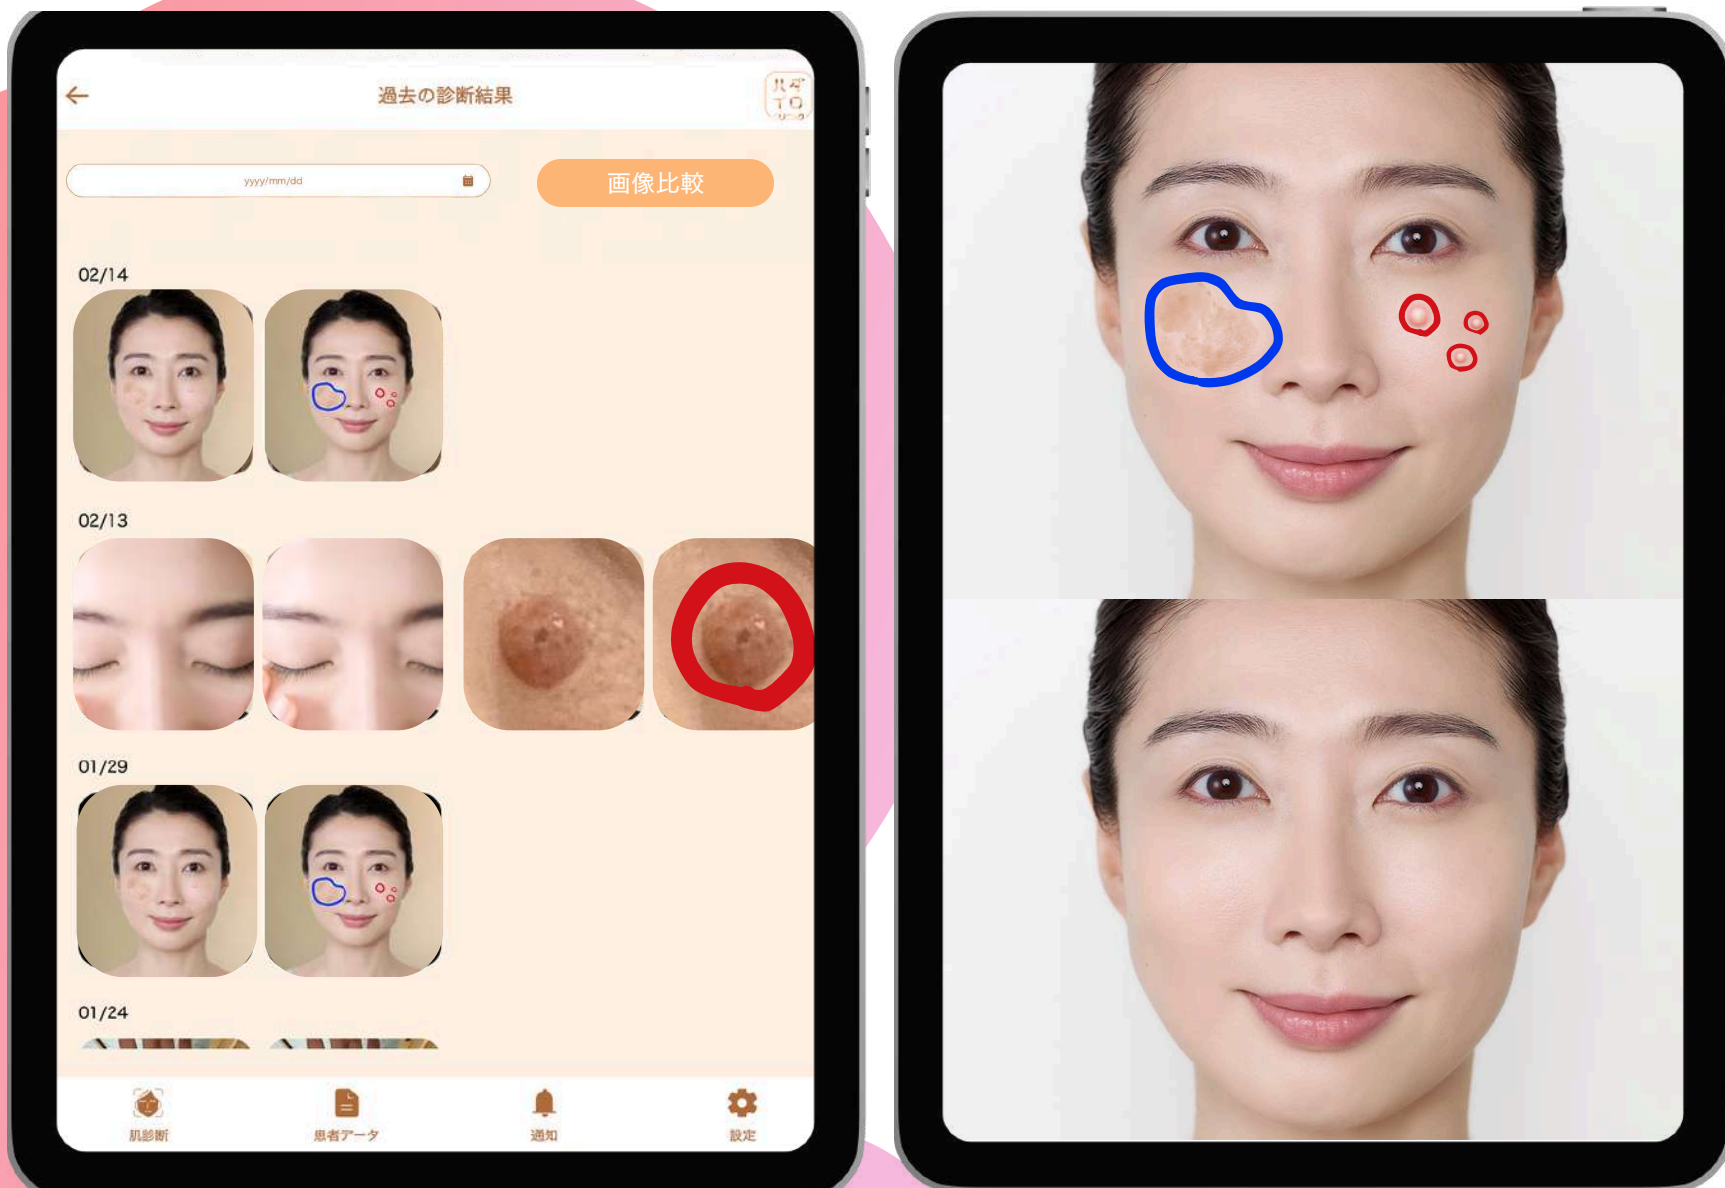 過去の診断結果
yyyy/mm/dd
画像比較
02/14
02/13
01/29
01/24
肌診断
患者データ
通知
設定